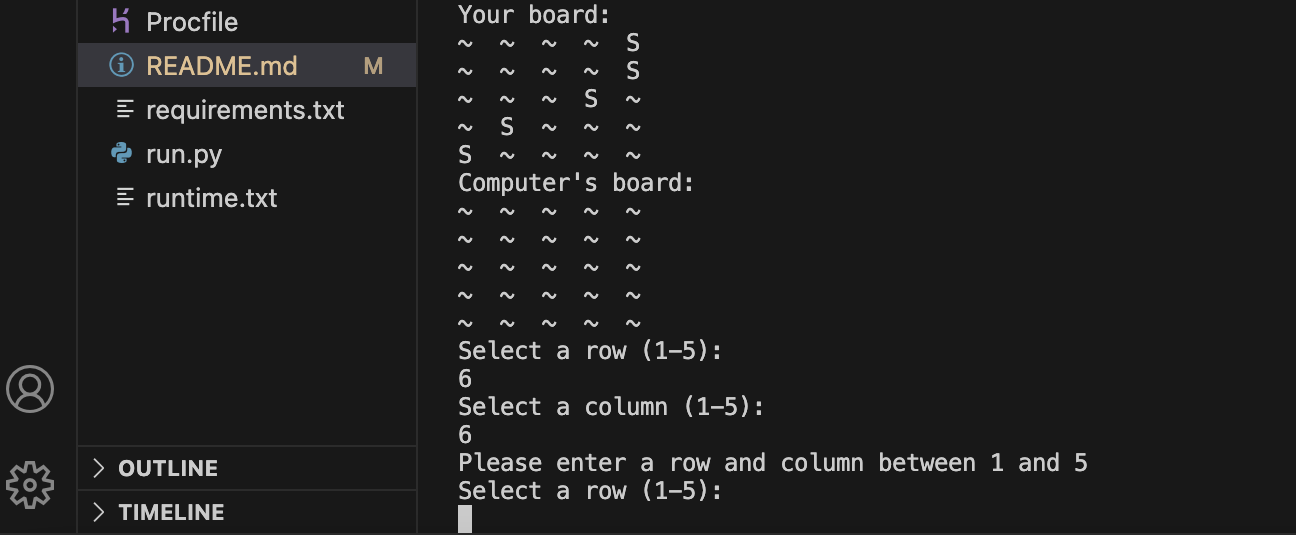 Procfile
README.md M
requirements.txt
run.py
runtime.txt
OUTLINE
TIMELINE
Your board:
~ ~ ~ ~ S
~ ~ ~ ~ S
~ ~ ~ S ~
~ S ~ ~ ~
S ~ ~ ~ ~
Computer's board:
~ ~ ~ ~ ~
~ ~ ~ ~ ~
~ ~ ~ ~ ~
~ ~ ~ ~ ~
~ ~ ~ ~ ~
Select a row (1-5):
6
Select a column (1-5):
6
Please enter a row and column between 1 and 5
Select a row (1-5):